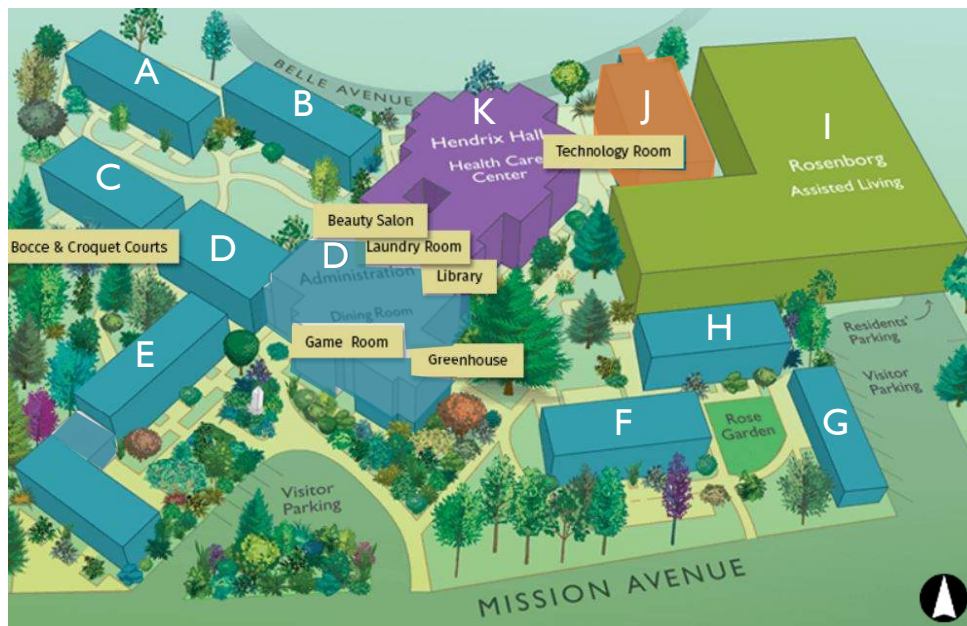 A
B
BELLE AVENUE
K
Hendrix Hall
Health Care
Center
J
Technology Room
I
Rosenborg
Assisted Living
C
Beauty Salon
D
D
Laundry Room
Bocce & Croquet Courts
Administration
Library
Dining Room
Game Room
Greenhouse
E
H
Residents'
Parking
Visitor
Parking
F
Rose
Garden
G
Visitor
Parking
MISSION AVENUE